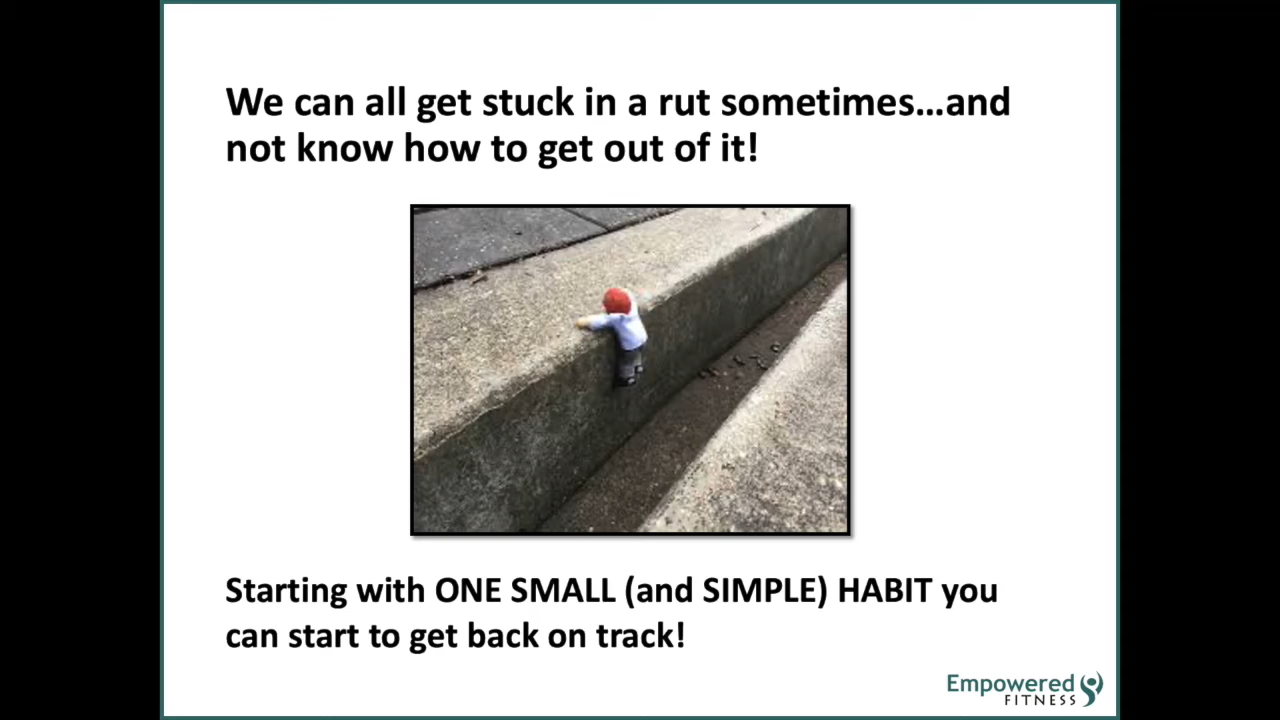 We can all get stuck in a rut sometimes...and
not know how to get out of it!
Starting with ONE SMALL (and SIMPLE) HABIT you
can start to get back on track!
Empowered
FITNESS